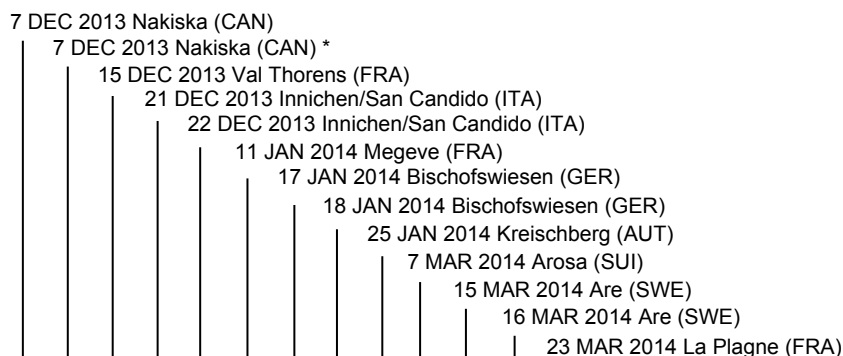 7 DEC 2013 Nakiska (CAN)
7 DEC 2013 Nakiska (CAN) *
15 DEC 2013 Val Thorens (FRA)
21 DEC 2013 Innichen/San Candido (ITA)
22 DEC 2013 Innichen/San Candido (ITA)
11 JAN 2014 Megeve (FRA)
17 JAN 2014 Bischofswiesen (GER)
18 JAN 2014 Bischofswiesen (GER)
25 JAN 2014 Kreischberg (AUT)
7 MAR 2014 Arosa (SUI)
15 MAR 2014 Are (SWE)
16 MAR 2014 Are (SWE)
23 MAR 2014 La Plagne (FRA)